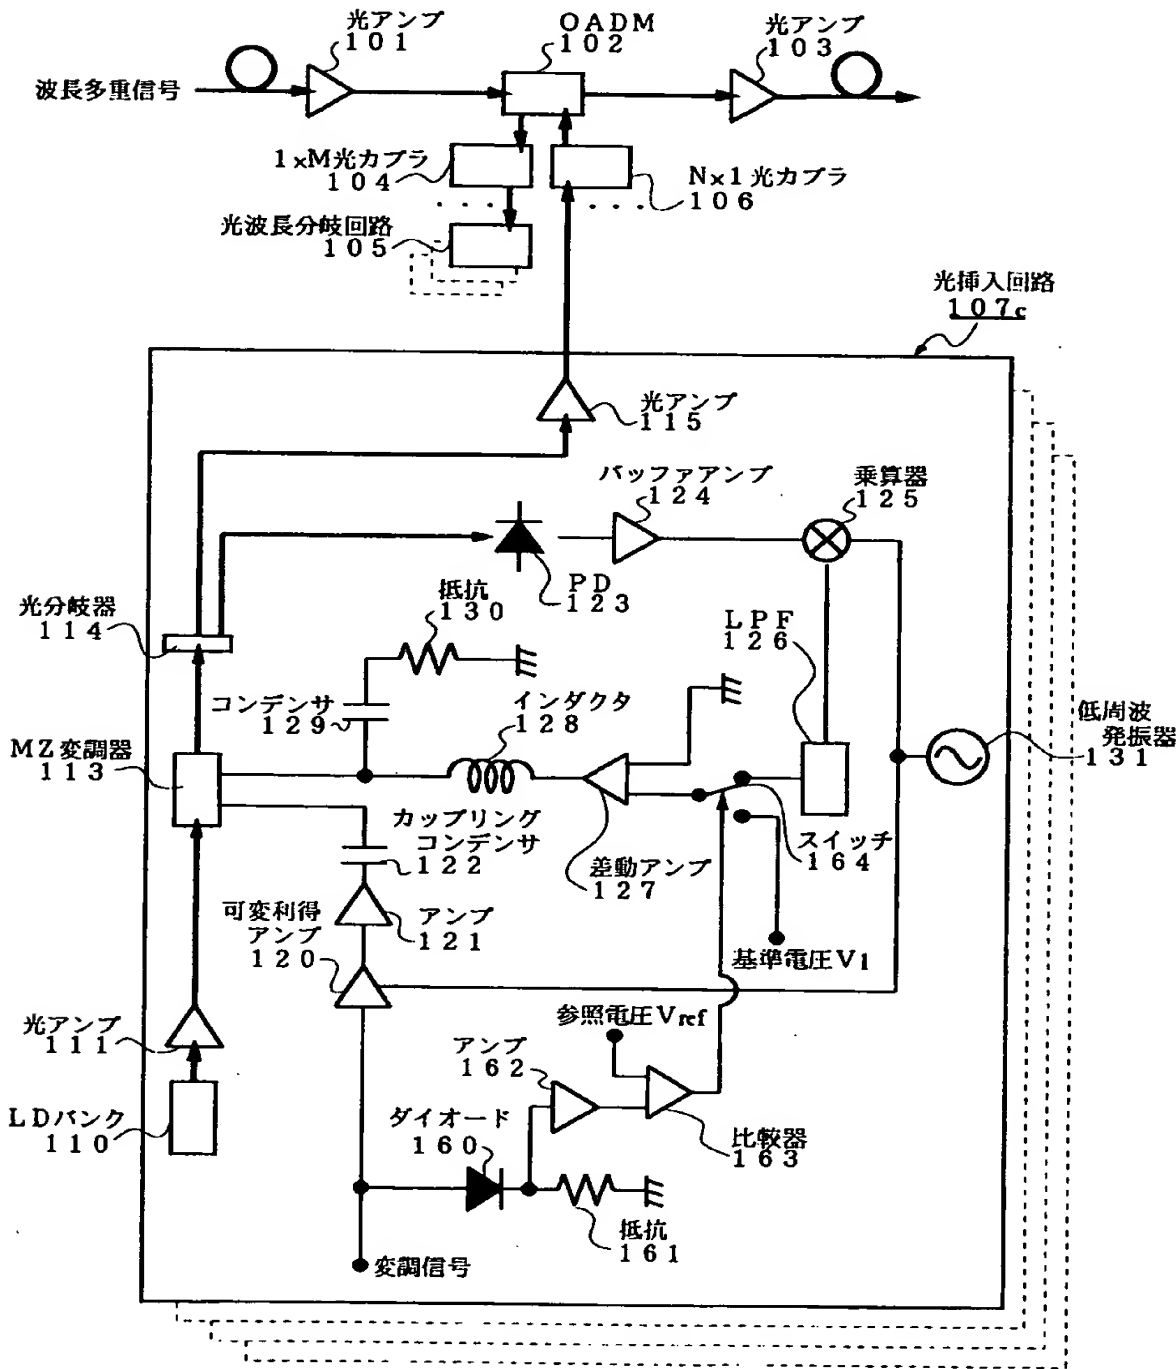 光アンプ
101
OADM
102
光アンプ
103
波長多重信号
1×M光カプラ
104
N×1光カプラ
106
光波長分岐回路
105
光挿入回路
107c
光アンプ
115
バッファアンプ
124
乗算器
125
PD
123
抵抗
130
光分岐器
114
LPF
126
コンデンサ
129
インダクタ
128
低周波
発振器
131
MZ変調器
113
カップリング
コンデンサ
122
スイッチ
164
差動アンプ
127
可変利得
アンプ
120
アンプ
121
基準電圧V1
参照電圧Vref
光アンプ
111
アンプ
162
LDバンク
110
ダイオード
160
比較器
163
抵抗
161
変調信号